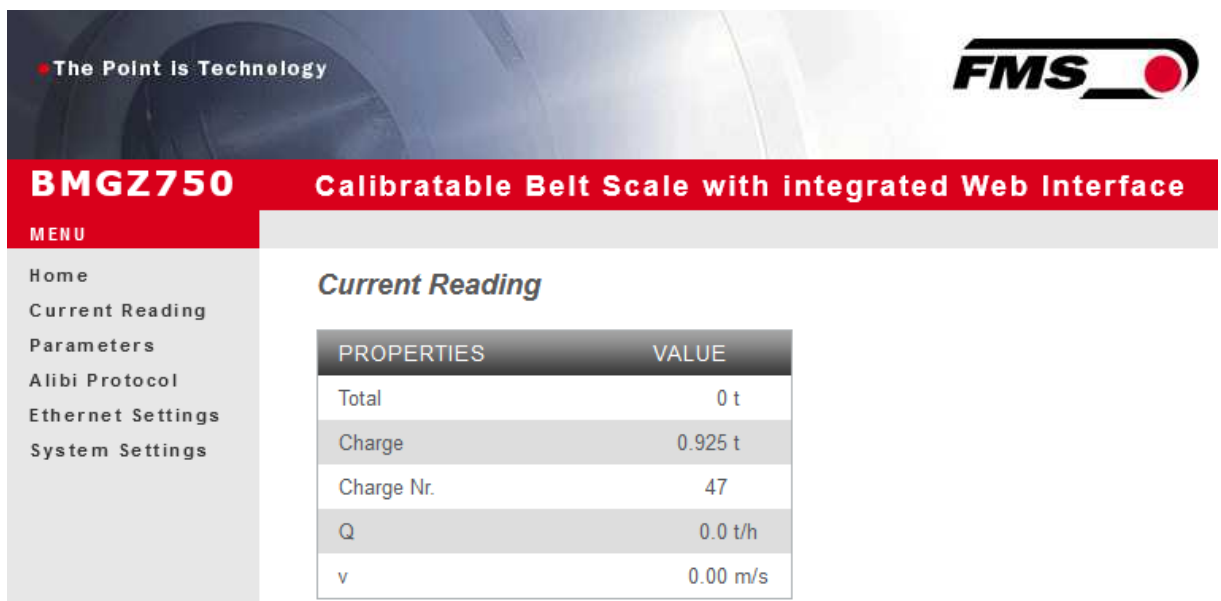 The Point is Technology
FMS
BMGZ750 Calibratable Belt Scale with integrated Web Interface
MENU
Home
Current Reading
Parameters
Alibi Protocol
Ethernet Settings
System Settings
Current Reading
PROPERTIES VALUE
Total 0 t
Charge 0.925 t
Charge Nr. 47
Q 0.0 t/h
v 0.00 m/s